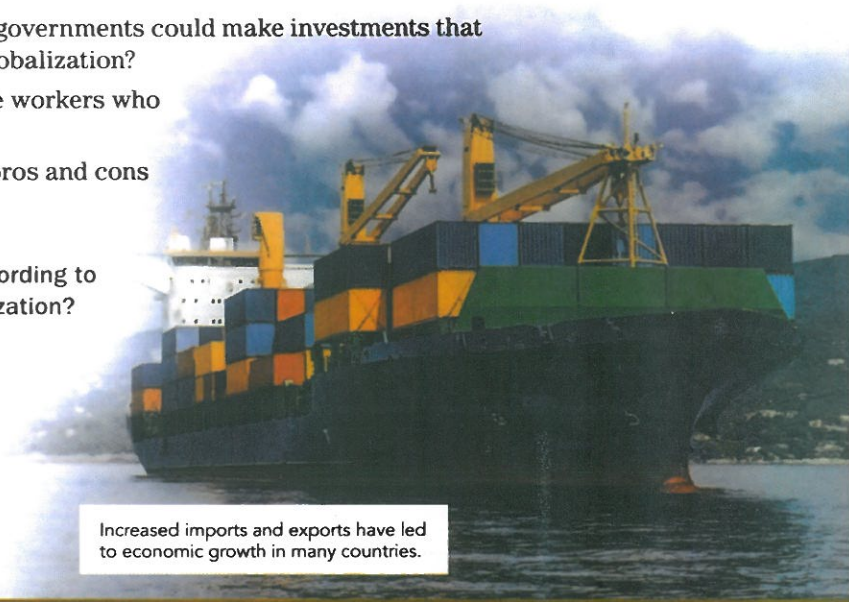 governments could make investments that
obalization?
e workers who
pros and cons
ording to
zation?
Increased imports and exports have led
to economic growth in many countries.